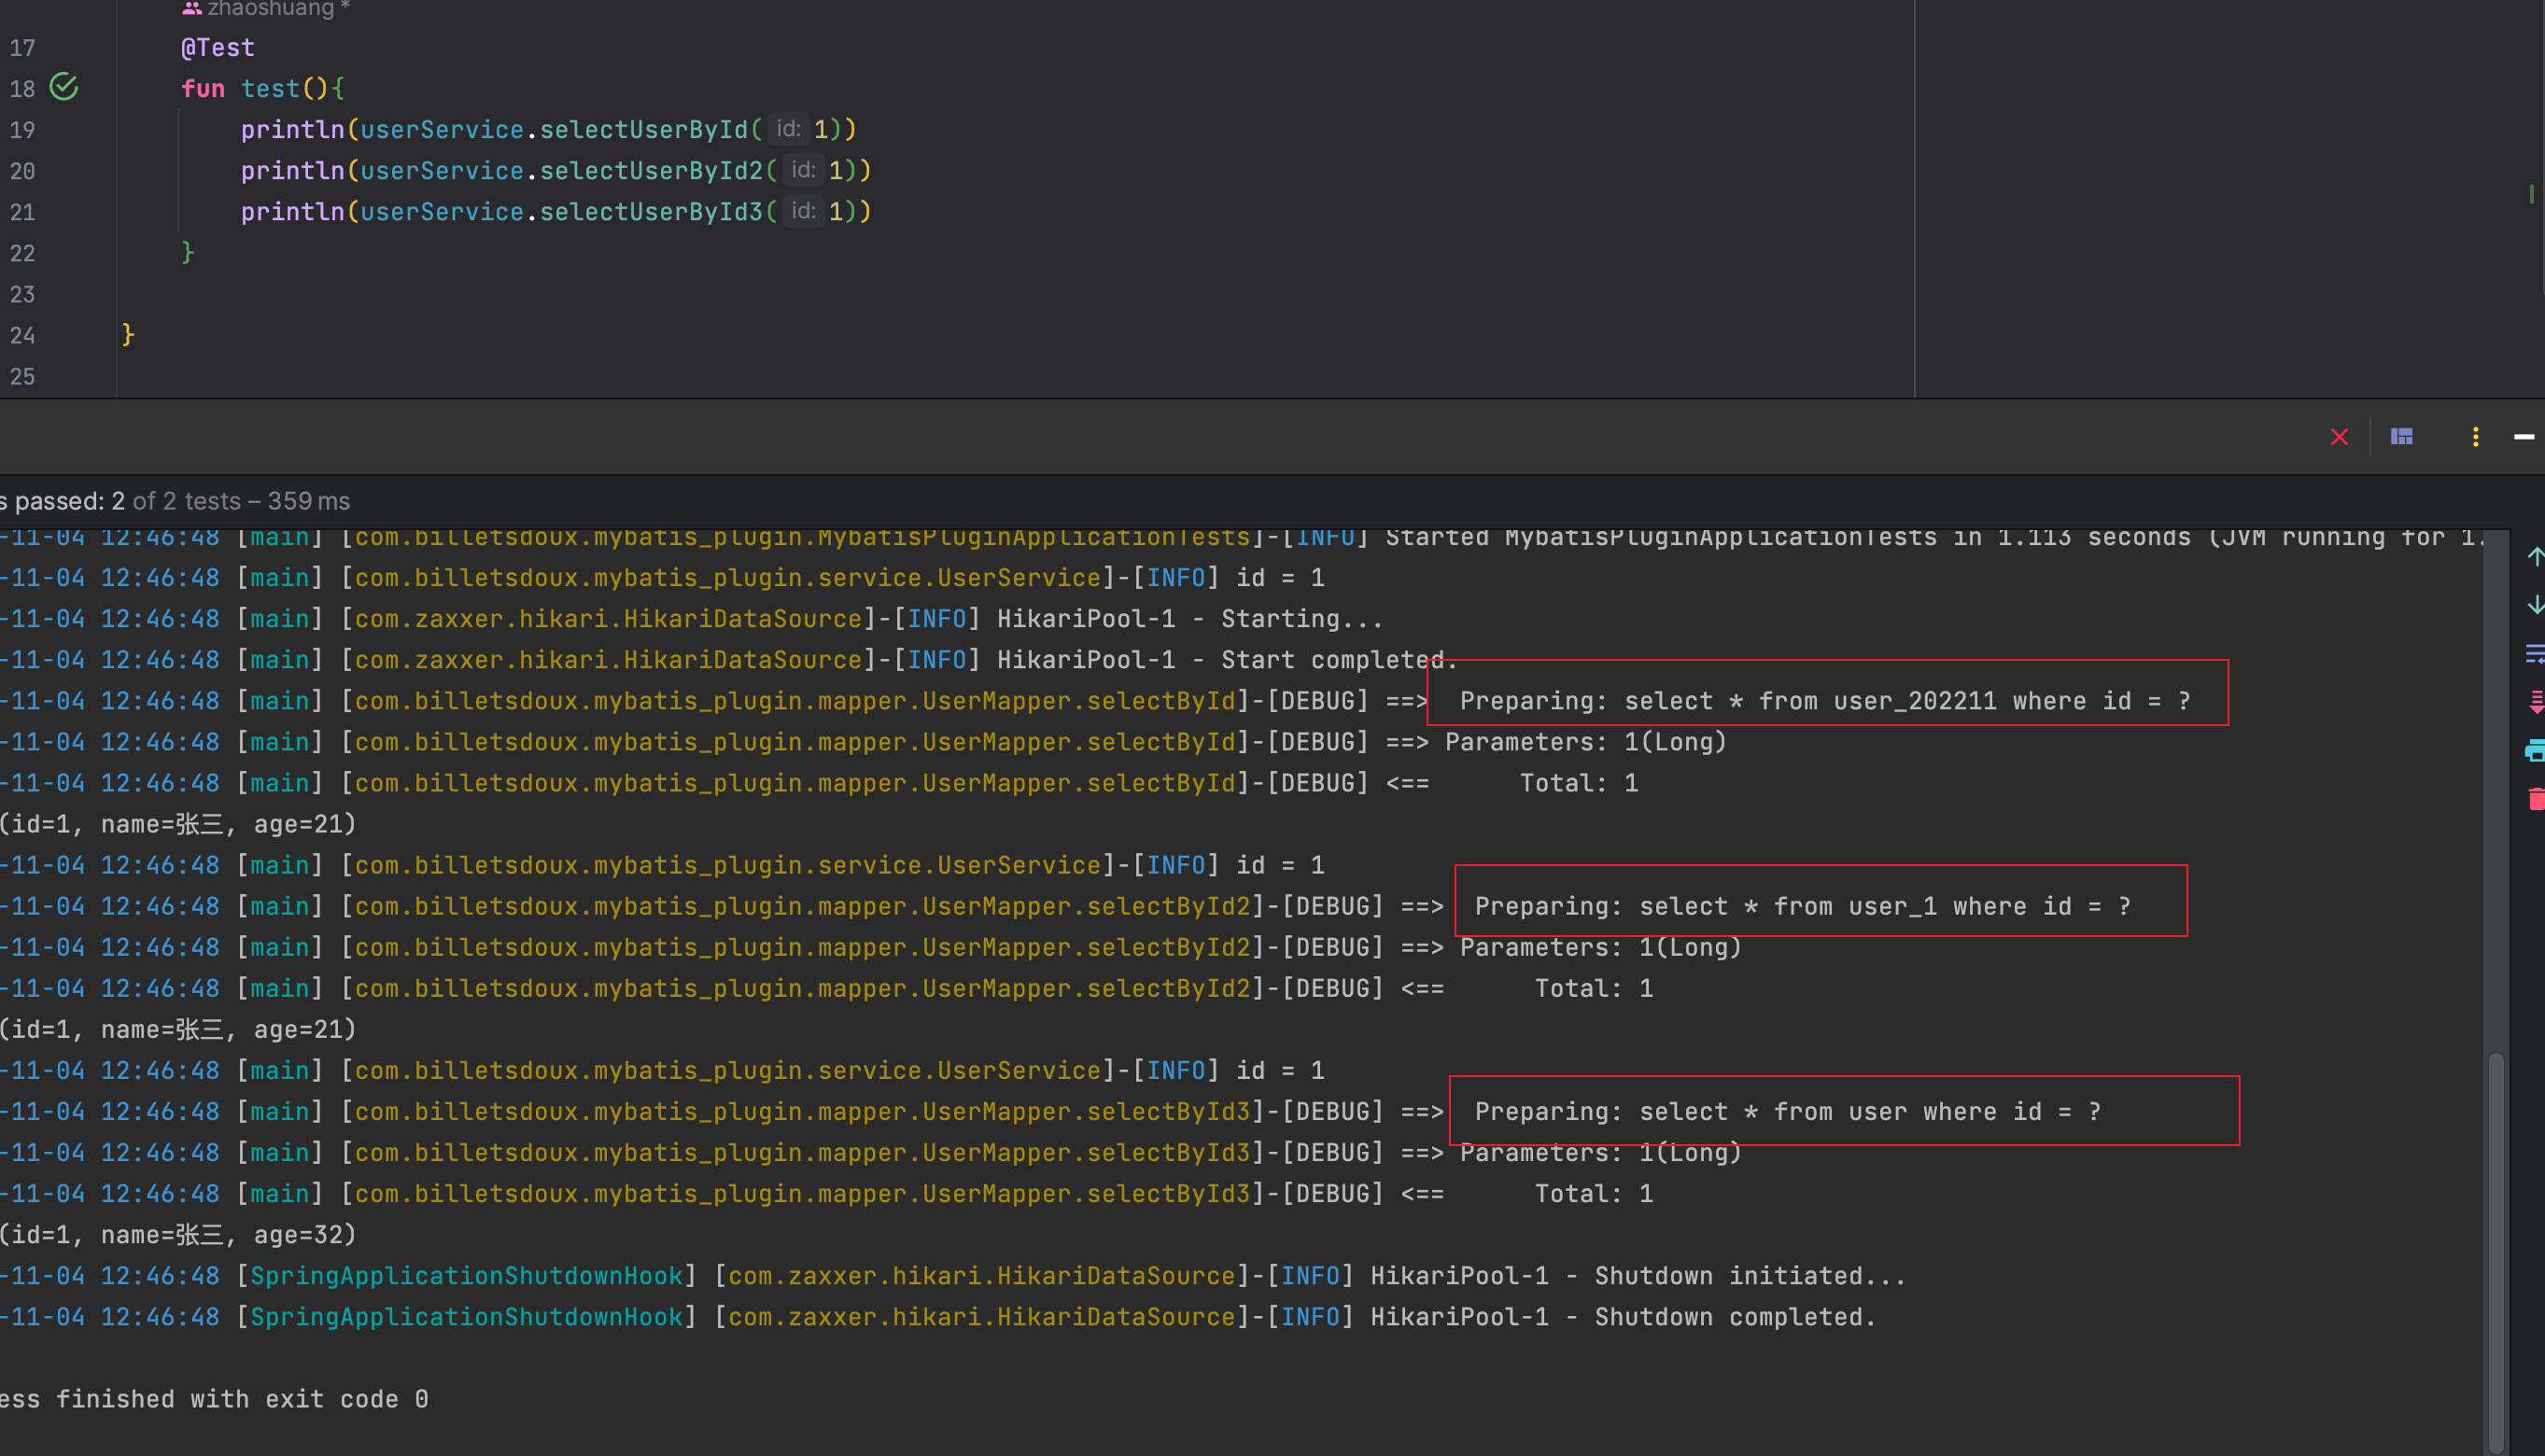 zhaoshuang *
17 @Test
18 fun test(){
19 println(userService.selectUserById( id: 1))
20 println(userService.selectUserById2( id: 1))
21 println(userService.selectUserById3( id: 1))
22 }
23
24 }
25
s passed: 2 of 2 tests – 359 ms
-11-04 12:46:48 [main] [com.billetsdoux.mybatis_plugin.MybatisPluginApplicationTests]-[INFO] Started MybatisPluginApplicationTests in 1.113 seconds (JVM running for 1.
-11-04 12:46:48 [main] [com.billetsdoux.mybatis_plugin.service.UserService]-[INFO] id = 1
-11-04 12:46:48 [main] [com.zaxxer.hikari.HikariDataSource]-[INFO] HikariPool-1 - Starting...
-11-04 12:46:48 [main] [com.zaxxer.hikari.HikariDataSource]-[INFO] HikariPool-1 - Start completed.
-11-04 12:46:48 [main] [com.billetsdoux.mybatis_plugin.mapper.UserMapper.selectById]-[DEBUG] ==>  Preparing: select * from user_202211 where id = ?
-11-04 12:46:48 [main] [com.billetsdoux.mybatis_plugin.mapper.UserMapper.selectById]-[DEBUG] ==> Parameters: 1(Long)
-11-04 12:46:48 [main] [com.billetsdoux.mybatis_plugin.mapper.UserMapper.selectById]-[DEBUG] <==      Total: 1
(id=1, name=张三, age=21)
-11-04 12:46:48 [main] [com.billetsdoux.mybatis_plugin.service.UserService]-[INFO] id = 1
-11-04 12:46:48 [main] [com.billetsdoux.mybatis_plugin.mapper.UserMapper.selectById2]-[DEBUG] ==>  Preparing: select * from user_1 where id = ?
-11-04 12:46:48 [main] [com.billetsdoux.mybatis_plugin.mapper.UserMapper.selectById2]-[DEBUG] ==> Parameters: 1(Long)
-11-04 12:46:48 [main] [com.billetsdoux.mybatis_plugin.mapper.UserMapper.selectById2]-[DEBUG] <==      Total: 1
(id=1, name=张三, age=21)
-11-04 12:46:48 [main] [com.billetsdoux.mybatis_plugin.service.UserService]-[INFO] id = 1
-11-04 12:46:48 [main] [com.billetsdoux.mybatis_plugin.mapper.UserMapper.selectById3]-[DEBUG] ==>  Preparing: select * from user where id = ?
-11-04 12:46:48 [main] [com.billetsdoux.mybatis_plugin.mapper.UserMapper.selectById3]-[DEBUG] ==> Parameters: 1(Long)
-11-04 12:46:48 [main] [com.billetsdoux.mybatis_plugin.mapper.UserMapper.selectById3]-[DEBUG] <==      Total: 1
(id=1, name=张三, age=32)
-11-04 12:46:48 [SpringApplicationShutdownHook] [com.zaxxer.hikari.HikariDataSource]-[INFO] HikariPool-1 - Shutdown initiated...
-11-04 12:46:48 [SpringApplicationShutdownHook] [com.zaxxer.hikari.HikariDataSource]-[INFO] HikariPool-1 - Shutdown completed.
ess finished with exit code 0